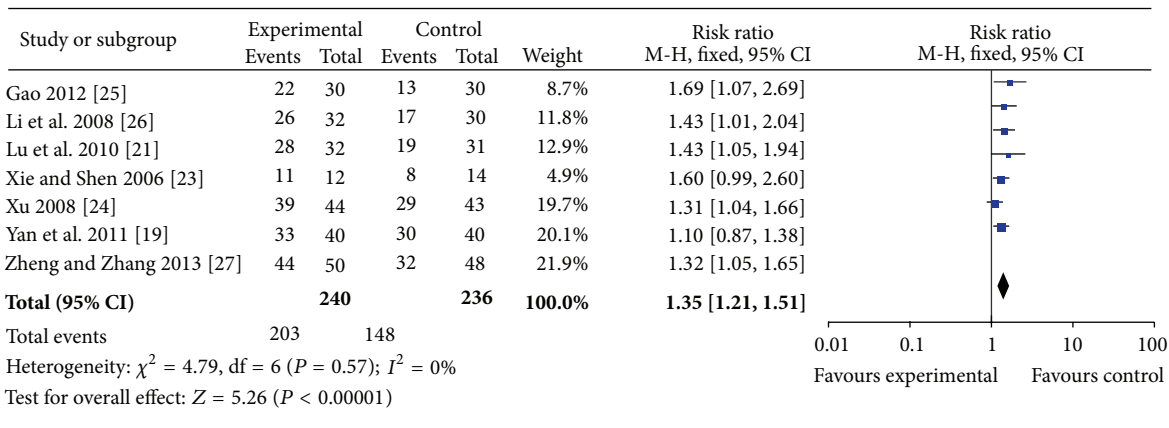 Study or subgroup Experimental Control Weight Risk ratio Risk ratio
Events Total Events Total M-H, fixed, 95% CI M-H, fixed, 95% CI
Gao 2012 [25] 22 30 13 30 8.7% 1.69 [1.07, 2.69]
Li et al. 2008 [26] 26 32 17 30 11.8% 1.43 [1.01, 2.04]
Lu et al. 2010 [21] 28 32 19 31 12.9% 1.43 [1.05, 1.94]
Xie and Shen 2006 [23] 11 12 8 14 4.9% 1.60 [0.99, 2.60]
Xu 2008 [24] 39 44 29 43 19.7% 1.31 [1.04, 1.66]
Yan et al. 2011 [19] 33 40 30 40 20.1% 1.10 [0.87, 1.38]
Zheng and Zhang 2013 [27] 44 50 32 48 21.9% 1.32 [1.05, 1.65]
Total (95% CI) 240 236 100.0% 1.35 [1.21, 1.51]
Total events 203 148
Heterogeneity: χ² = 4.79, df = 6 (P = 0.57); I² = 0%
Test for overall effect: Z = 5.26 (P < 0.00001)
0.01 0.1 1 10 100
Favours experimental Favours control